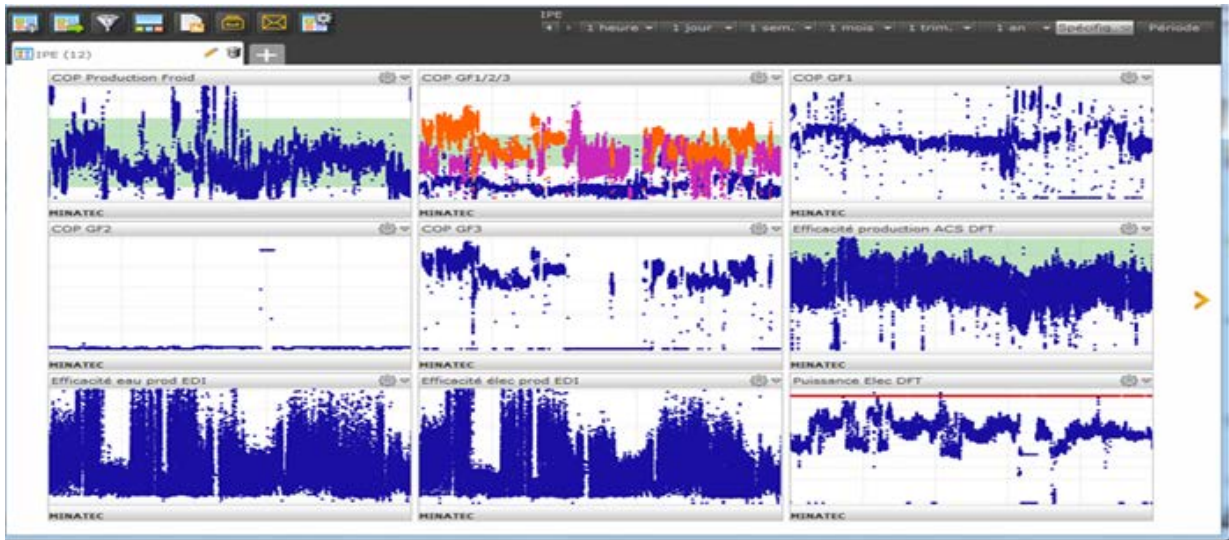 IPE
1 heure 1 jour 1 sem. 1 mois 1 trim. 1 an Spécifiq... Période
IPE (12)
COP Production Froid
COP GF1/2/3
COP GF1
MINATEC
MINATEC
MINATEC
COP GF2
COP GF3
Efficacité production ACS DFT
MINATEC
MINATEC
MINATEC
Efficacité eau prod EDI
Efficacité élec prod EDI
Puissance Elec DFT
MINATEC
MINATEC
MINATEC